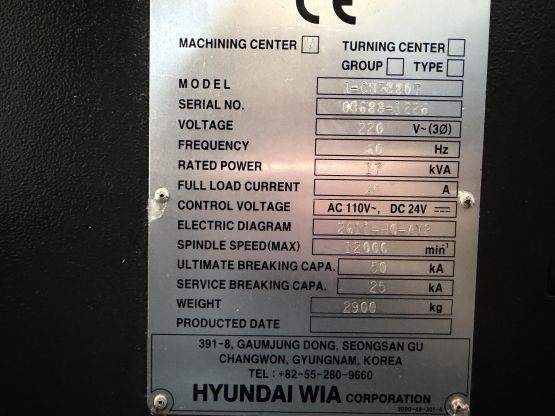 CE
MACHINING CENTER TURNING CENTER
GROUP TYPE
MODEL
SERIAL NO.
VOLTAGE 220 V~(3Ø)
FREQUENCY Hz
RATED POWER 17 kVA
FULL LOAD CURRENT A
CONTROL VOLTAGE AC 110V~, DC 24V
ELECTRIC DIAGRAM
SPINDLE SPEED(MAX) 12000 min⁻¹
ULTIMATE BREAKING CAPA. 50 kA
SERVICE BREAKING CAPA. 25 kA
WEIGHT 2900 kg
PRODUCTED DATE
391-8, GAUMJUNG DONG, SEONGSAN GU
CHANGWON, GYUNGNAM, KOREA
TEL : +82-55-280-9660
HYUNDAI WIA CORPORATION